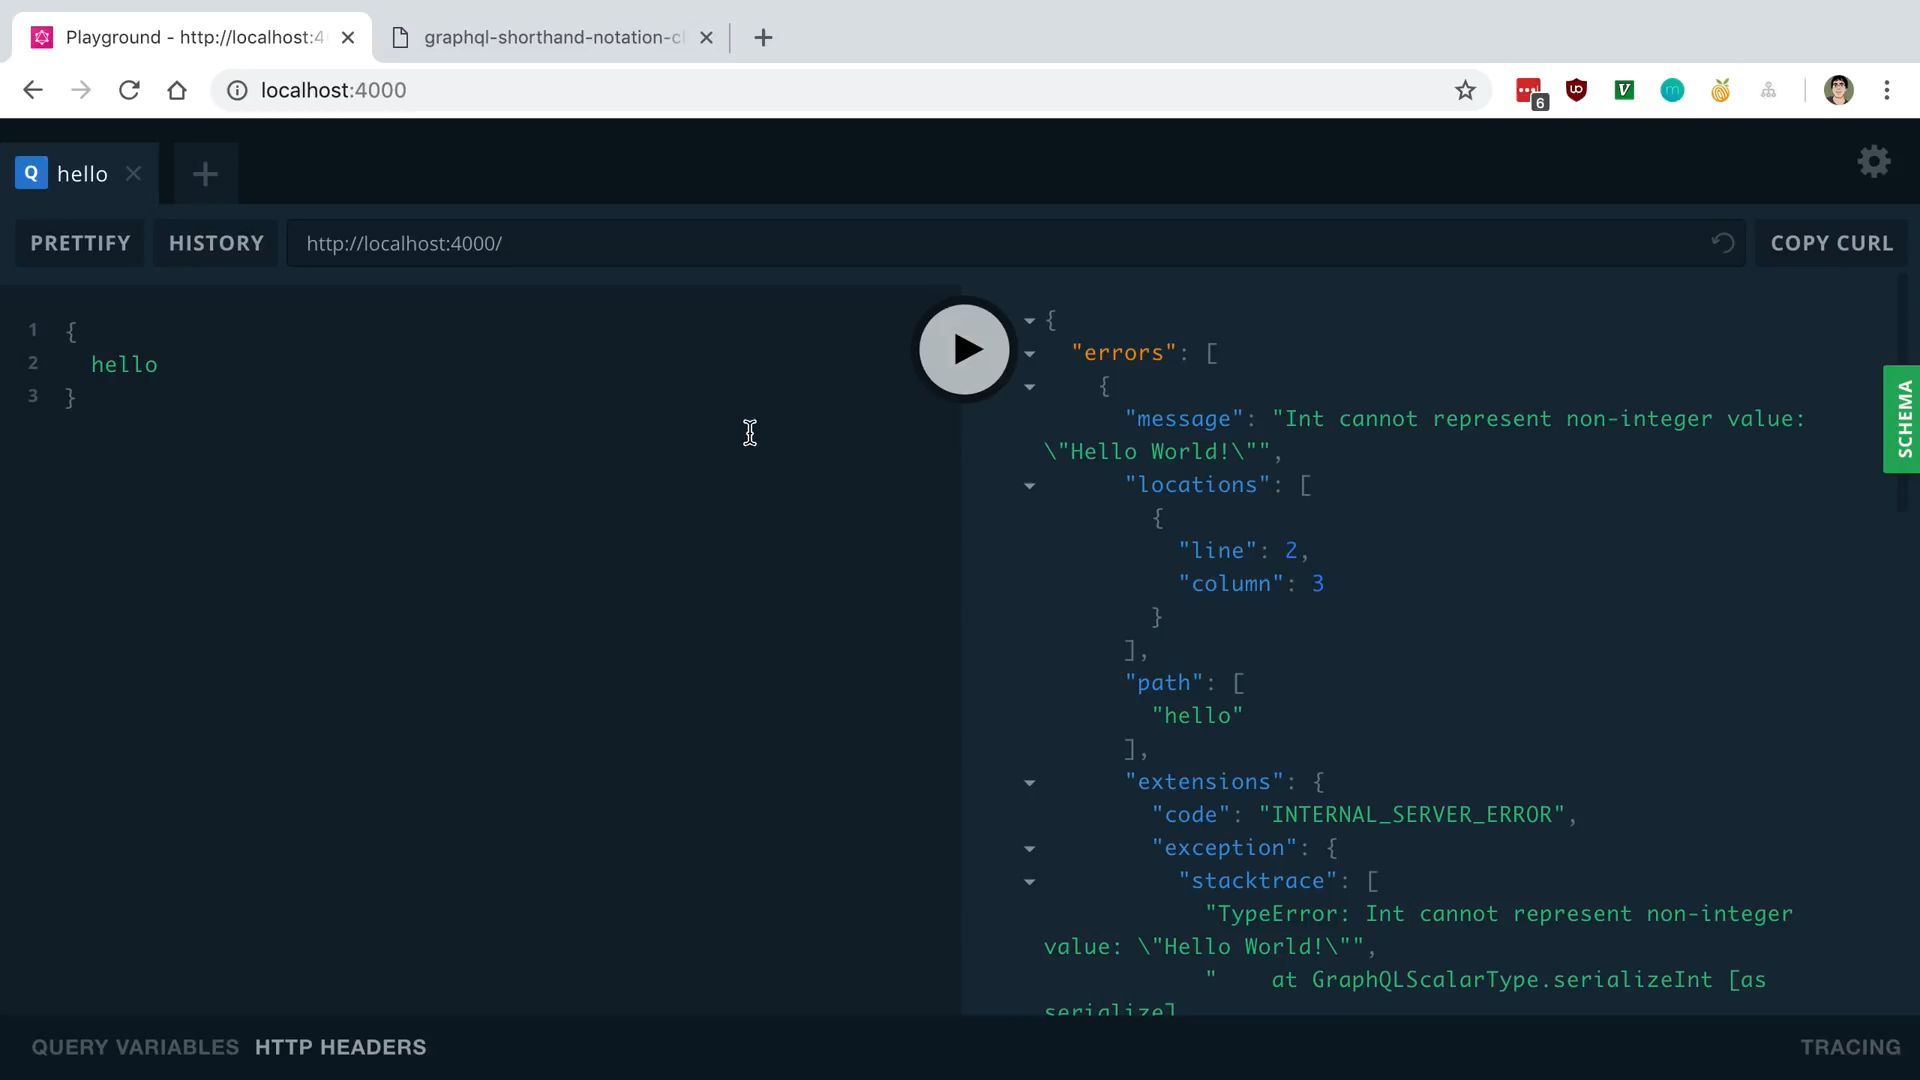 Playground - http://localhost:4
graphql-shorthand-notation-c
localhost:4000
6
Q hello
PRETTIFY HISTORY http://localhost:4000/ COPY CURL
1 {
2 hello
3 }
{
"errors": [
{
"message": "Int cannot represent non-integer value:
\"Hello World!\"",
"locations": [
{
"line": 2,
"column": 3
}
],
"path": [
"hello"
],
"extensions": {
"code": "INTERNAL_SERVER_ERROR",
"exception": {
"stacktrace": [
"TypeError: Int cannot represent non-integer
value: \"Hello World!\"",
" at GraphQLScalarType.serializeInt [as
serialize]
SCHEMA
QUERY VARIABLES HTTP HEADERS TRACING